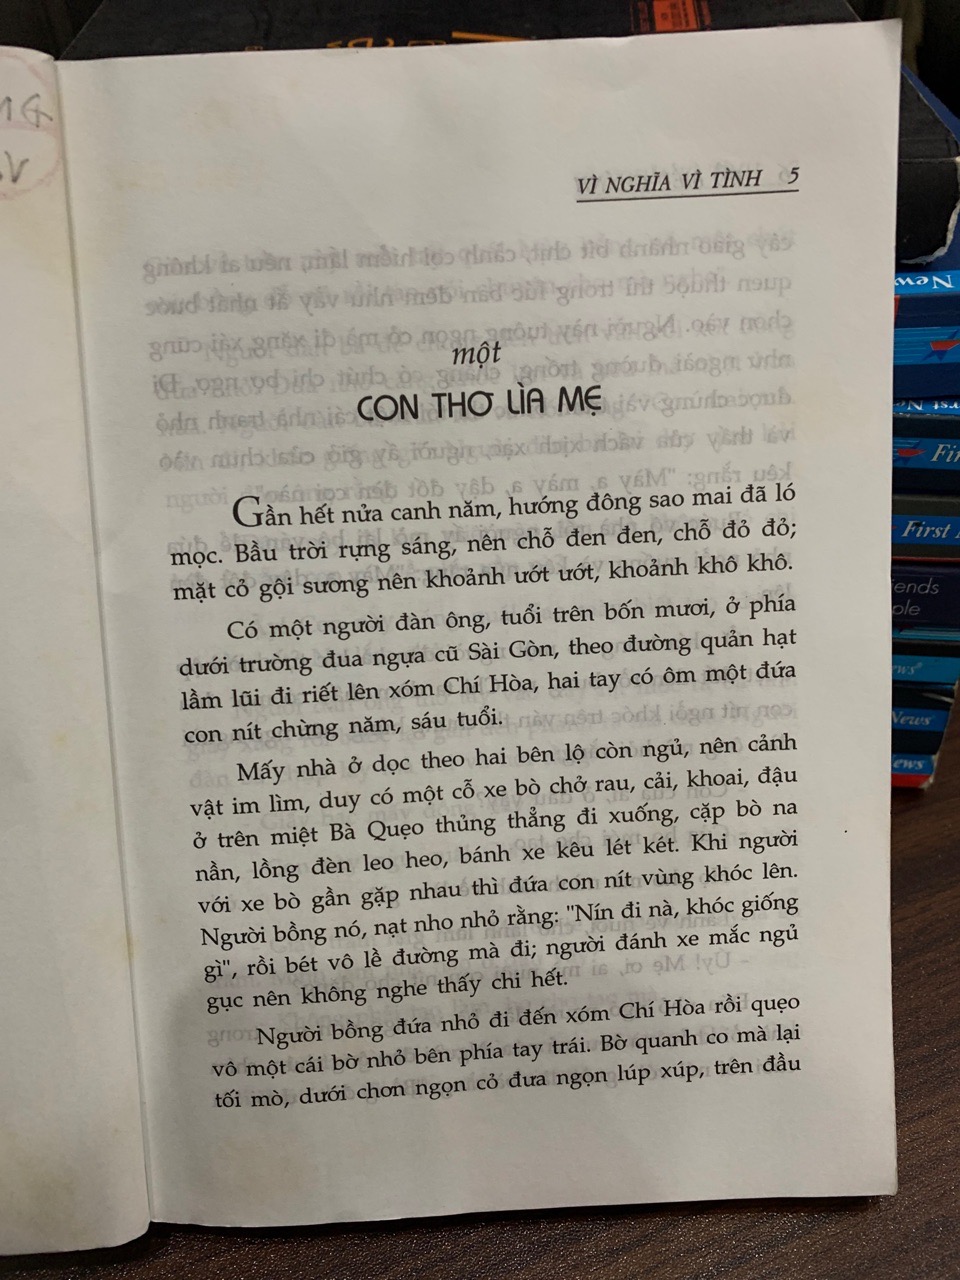 VÌ NGHĨA VÌ TÌNH 5
một
CON THƠ LÌA MẸ
Gần hết nửa canh năm, hướng đông sao mai đã ló
mọc. Bầu trời rựng sáng, nên chỗ đen đen, chỗ đỏ đỏ;
mặt cỏ gội sương nên khoảnh ướt ướt, khoảnh khô khô.
Có một người đàn ông, tuổi trên bốn mươi, ở phía
dưới trường đua ngựa cũ Sài Gòn, theo đường quản hạt
lầm lũi đi riết lên xóm Chí Hòa, hai tay có ôm một đứa
con nít chừng năm, sáu tuổi.
Mấy nhà ở dọc theo hai bên lộ còn ngủ, nên cảnh
vật im lìm, duy có một cỗ xe bò chở rau, cải, khoai, đậu
ở trên miệt Bà Quẹo thủng thẳng đi xuống, cặp bò na
nần, lồng đèn leo heo, bánh xe kêu lét két. Khi người
với xe bò gần gặp nhau thì đứa con nít vùng khóc lên.
Người bồng nó, nạt nho nhỏ rằng: "Nín đi nà, khóc giống
gì", rồi bét vô lề đường mà đi; người đánh xe mắc ngủ
gục nên không nghe thấy chi hết.
Người bồng đứa nhỏ đi đến xóm Chí Hòa rồi quẹo
vô một cái bờ nhỏ bên phía tay trái. Bờ quanh co mà lại
tối mò, dưới chơn ngọn cỏ đưa ngọn lúp xúp, trên đầu
New
First
First
ends
ple
News
ews